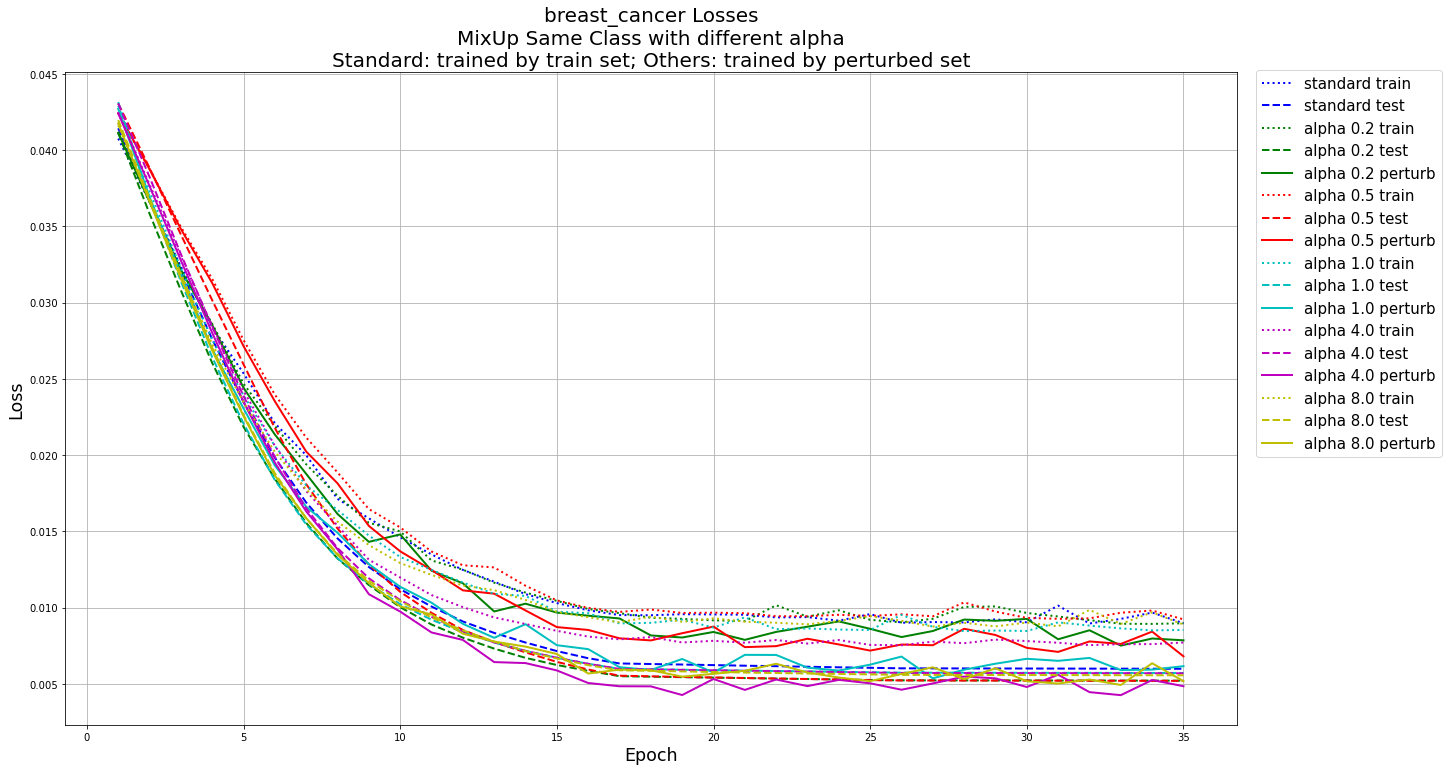 breast_cancer Losses
MixUp Same Class with different alpha
Standard: trained by train set; Others: trained by perturbed set
0.045
0.040
0.035
0.030
0.025
0.020
0.015
0.010
0.005
Loss
0
5
10
15
20
25
30
35
Epoch
standard train
standard test
alpha 0.2 train
alpha 0.2 test
alpha 0.2 perturb
alpha 0.5 train
alpha 0.5 test
alpha 0.5 perturb
alpha 1.0 train
alpha 1.0 test
alpha 1.0 perturb
alpha 4.0 train
alpha 4.0 test
alpha 4.0 perturb
alpha 8.0 train
alpha 8.0 test
alpha 8.0 perturb